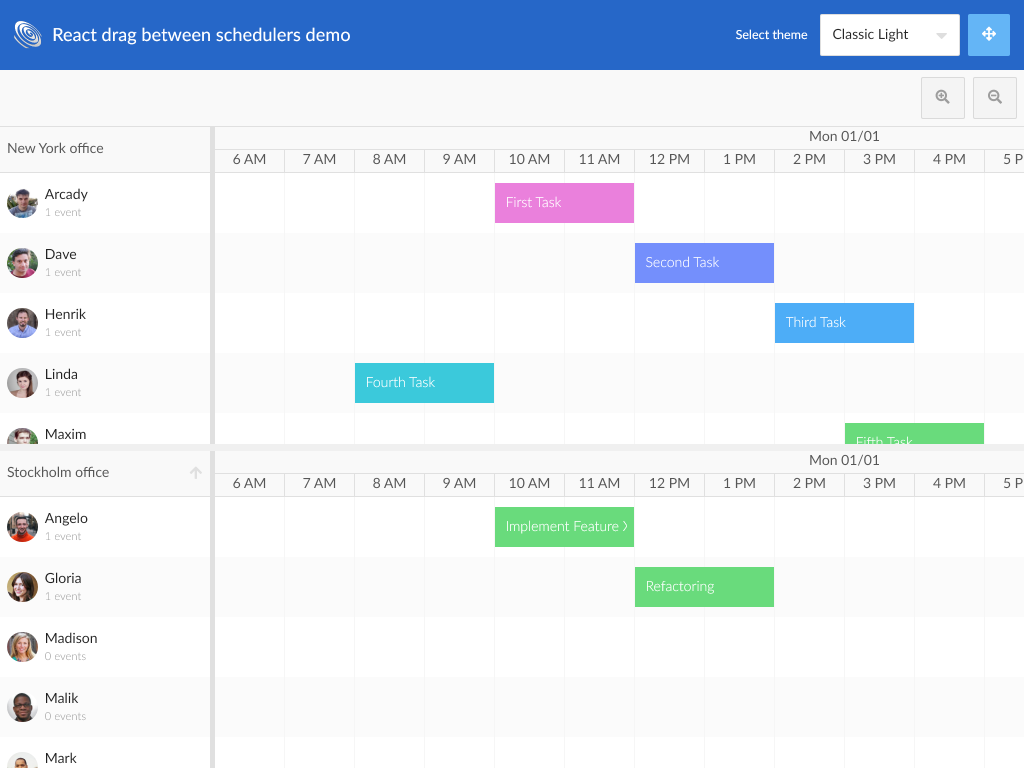 React drag between schedulers demo
Select theme
Classic Light
New York office
Mon 01/01
6 AM 7 AM 8 AM 9 AM 10 AM 11 AM 12 PM 1 PM 2 PM 3 PM 4 PM 5 P
Arcady
1 event
First Task
Dave
1 event
Second Task
Henrik
1 event
Third Task
Linda
1 event
Fourth Task
Maxim
Fifth Task
Stockholm office
Mon 01/01
6 AM 7 AM 8 AM 9 AM 10 AM 11 AM 12 PM 1 PM 2 PM 3 PM 4 PM 5 P
Angelo
1 event
Implement Feature X
Gloria
1 event
Refactoring
Madison
0 events
Malik
0 events
Mark